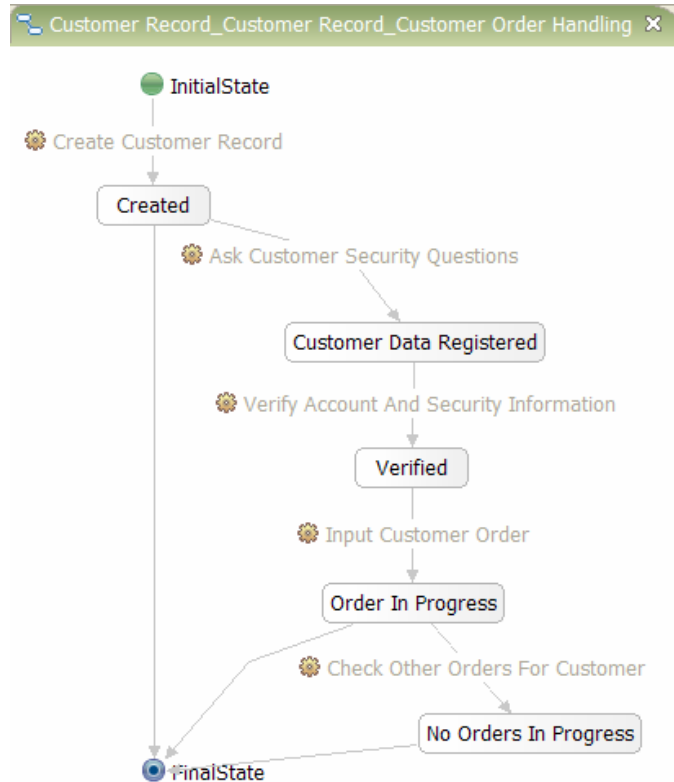 Customer Record_Customer Record_Customer Order Handling
InitialState
Create Customer Record
Created
Ask Customer Security Questions
Customer Data Registered
Verify Account And Security Information
Verified
Input Customer Order
Order In Progress
Check Other Orders For Customer
No Orders In Progress
FinalState